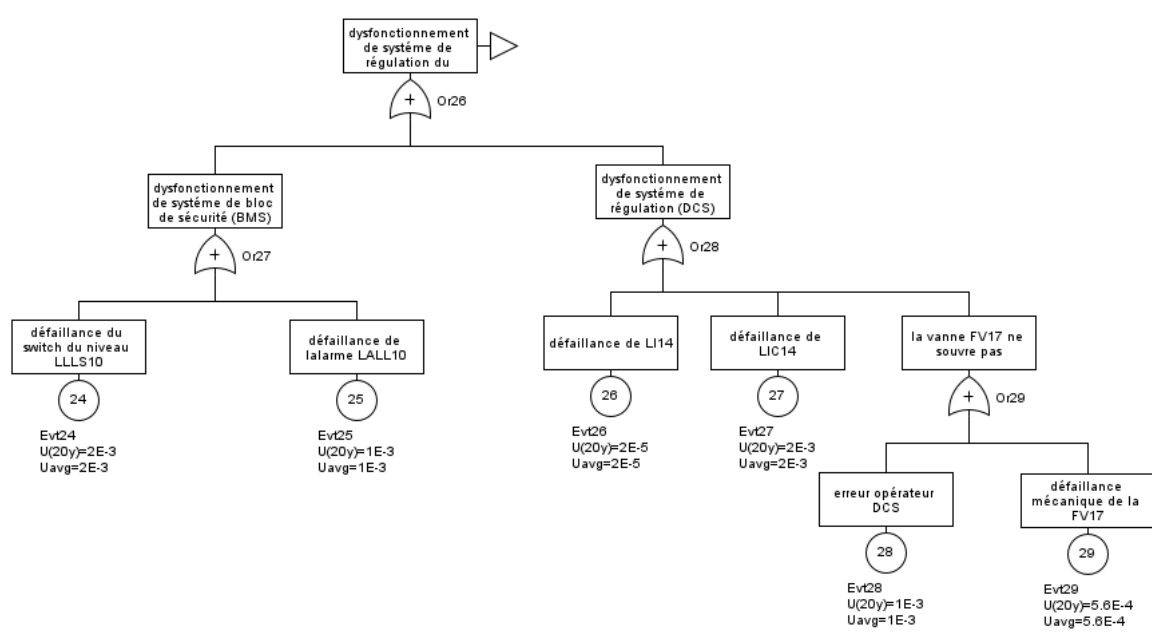 dysfonctionnement
de systéme de
régulation du
+
Or26
dysfonctionnement
de systéme de bloc
de sécurité (BMS)
+
Or27
dysfonctionnement
de systéme de
régulation (DCS)
+
Or28
défaillance du
switch du niveau
LLLS10
24
Evt24
U(20y)=2E-3
Uavg=2E-3
défaillance de
lalarme LALL10
25
Evt25
U(20y)=1E-3
Uavg=1E-3
défaillance de LI14
26
Evt26
U(20y)=2E-5
Uavg=2E-5
défaillance de
LIC14
27
Evt27
U(20y)=2E-3
Uavg=2E-3
la vanne FV17 ne
souvre pas
+
Or29
erreur opérateur
DCS
28
Evt28
U(20y)=1E-3
Uavg=1E-3
défaillance
mécanique de la
FV17
29
Evt29
U(20y)=5.6E-4
Uavg=5.6E-4